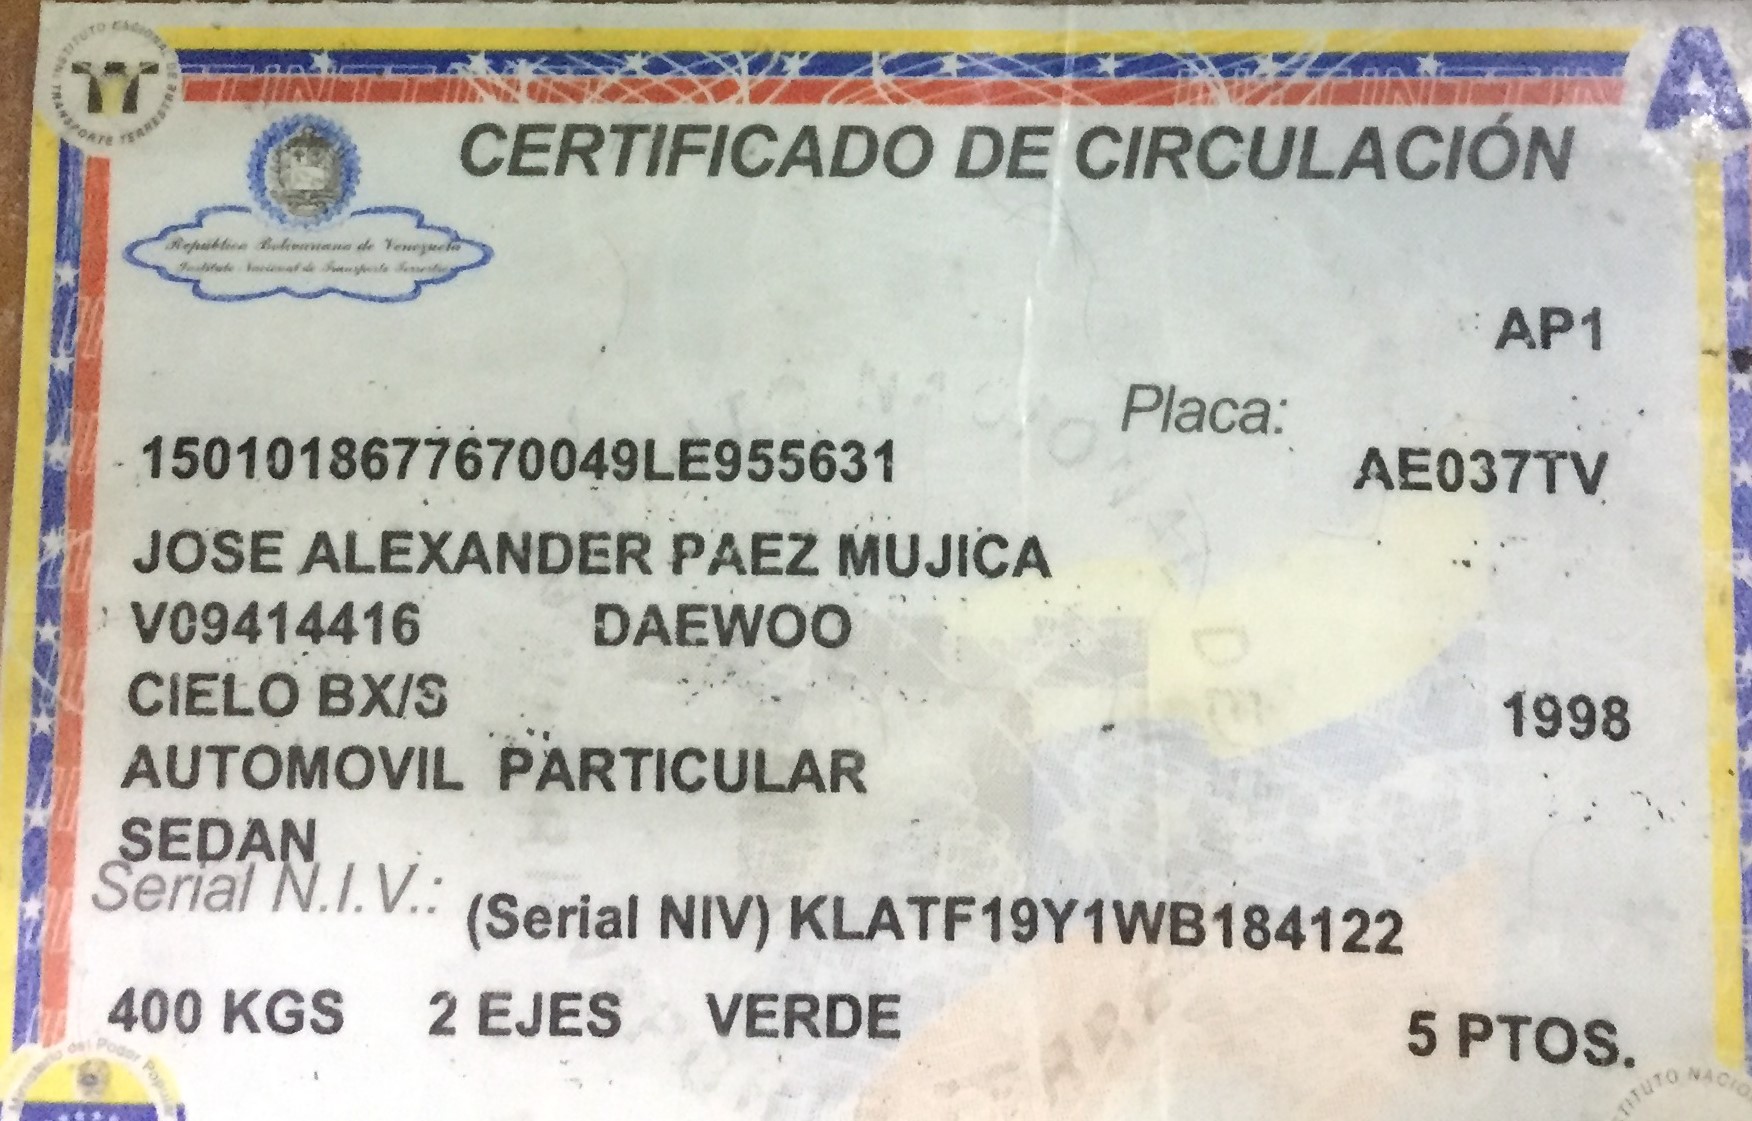 INSTITUTO NACIONAL DE TRANSPORTE TERRESTRE
A
CERTIFICADO DE CIRCULACIÓN
República Bolivariana de Venezuela
Instituto Nacional de Transporte Terrestre
AP1
Placa:
1501018677670049LE955631 AE037TV
JOSE ALEXANDER PAEZ MUJICA
V09414416 DAEWOO
CIELO BX/S 1998
AUTOMOVIL PARTICULAR
SEDAN
Serial N.I.V.: (Serial NIV) KLATF19Y1WB184122
400 KGS 2 EJES VERDE 5 PTOS.
Ministerio del Poder Popular